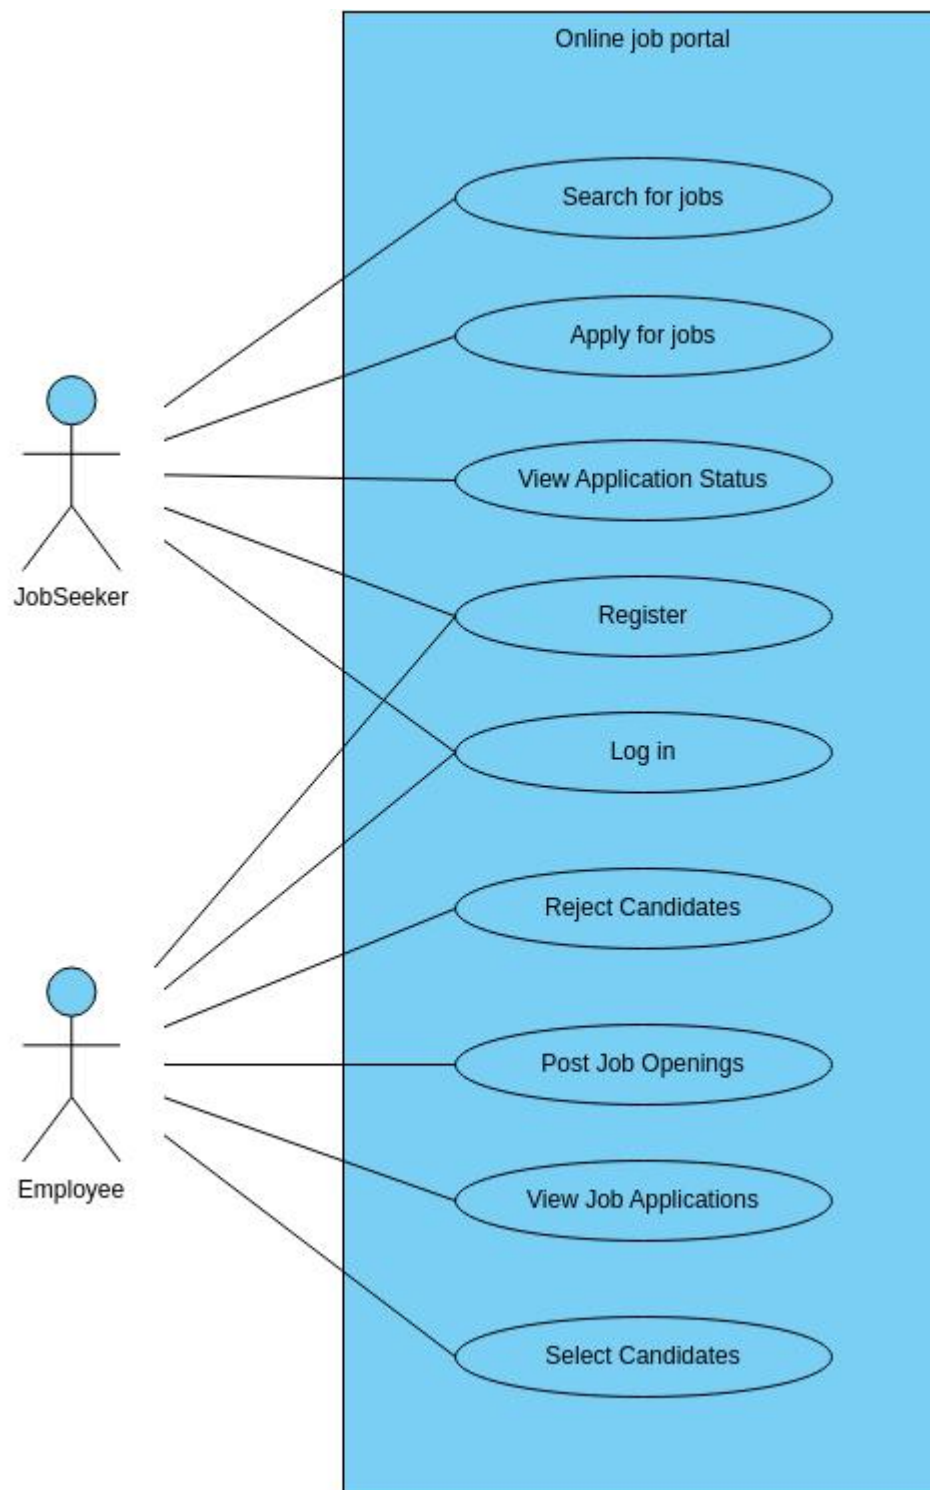 Online job portal
Search for jobs
Apply for jobs
View Application Status
JobSeeker
Register
Log in
Reject Candidates
Post Job Openings
Employee
View Job Applications
Select Candidates